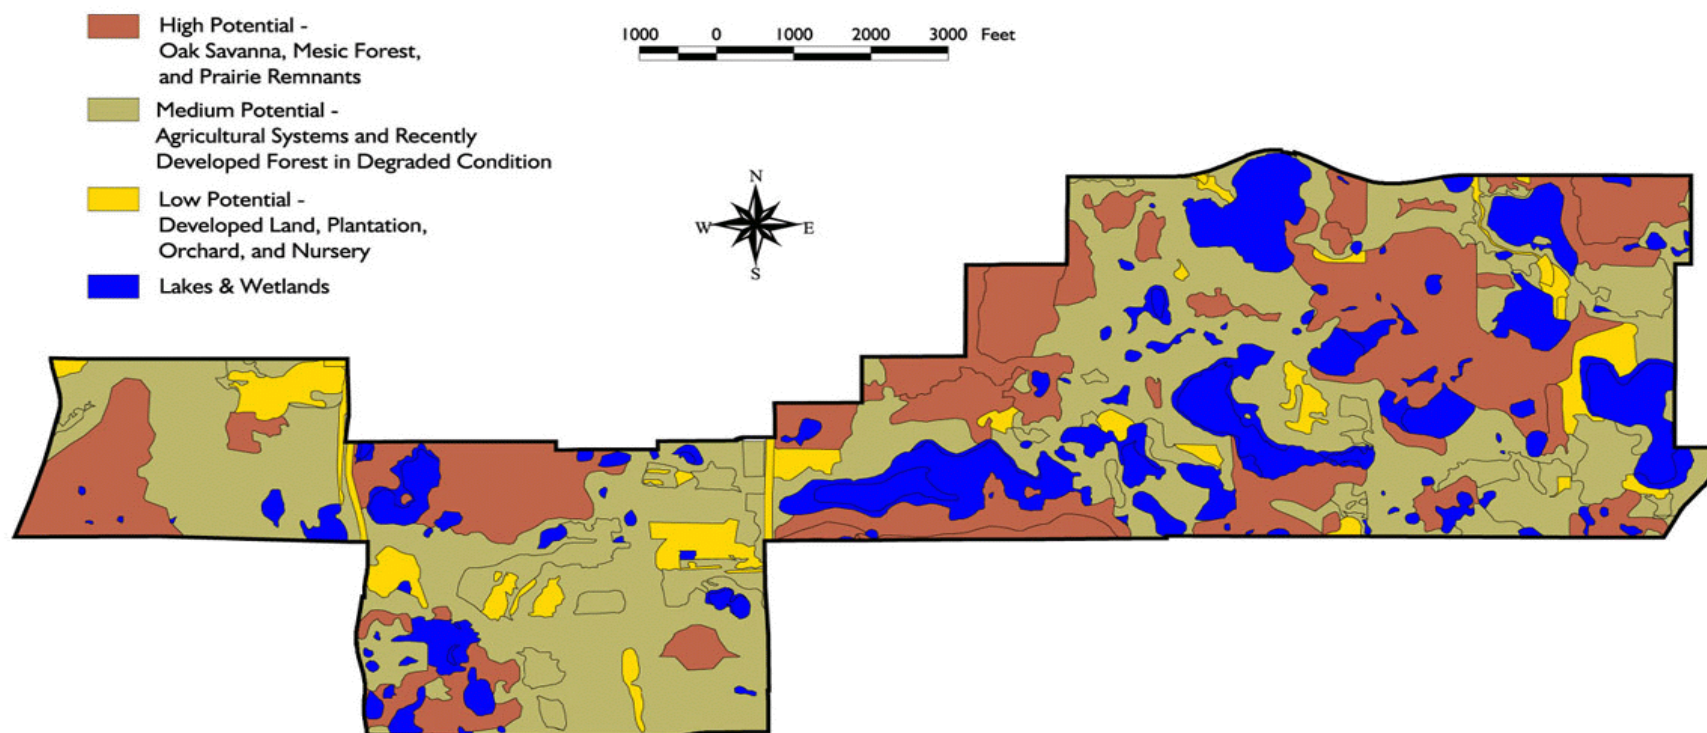 High Potential -
Oak Savanna, Mesic Forest,
and Prairie Remnants
Medium Potential -
Agricultural Systems and Recently
Developed Forest in Degraded Condition
Low Potential -
Developed Land, Plantation,
Orchard, and Nursery
Lakes & Wetlands
1000 0 1000 2000 3000 Feet
N
W E
S